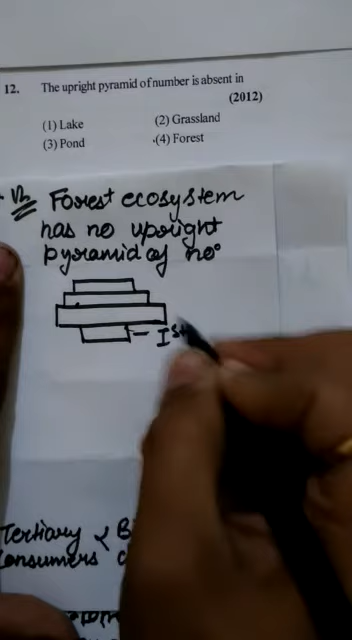 12. The upright pyramid of number is absent in
(2012)
(1) Lake (2) Grassland
(3) Pond (4) Forest
Forest ecosystem
has no upright
pyramid of no°
Tertiary
consumers